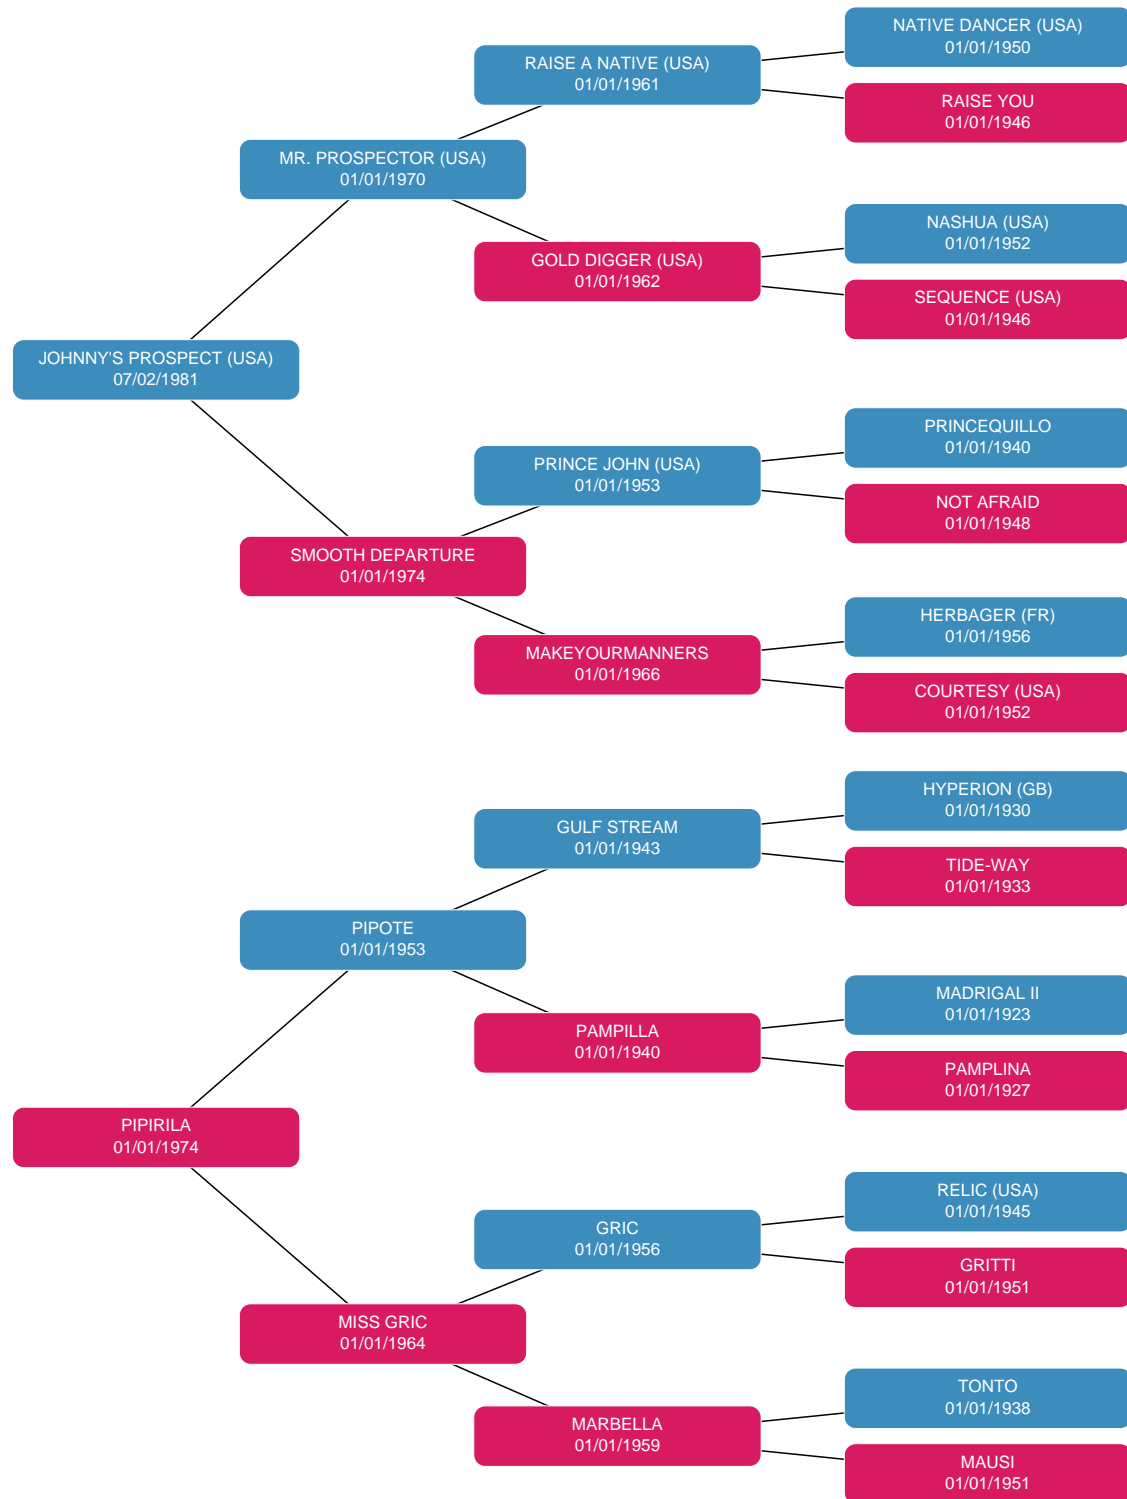 NATIVE DANCER (USA)
01/01/1950
RAISE A NATIVE (USA)
01/01/1961
RAISE YOU
01/01/1946
MR. PROSPECTOR (USA)
01/01/1970
NASHUA (USA)
01/01/1952
GOLD DIGGER (USA)
01/01/1962
SEQUENCE (USA)
01/01/1946
JOHNNY'S PROSPECT (USA)
07/02/1981
PRINCEQUILLO
01/01/1940
PRINCE JOHN (USA)
01/01/1953
NOT AFRAID
01/01/1948
SMOOTH DEPARTURE
01/01/1974
HERBAGER (FR)
01/01/1956
MAKEYOURMANNERS
01/01/1966
COURTESY (USA)
01/01/1952
HYPERION (GB)
01/01/1930
GULF STREAM
01/01/1943
TIDE-WAY
01/01/1933
PIPOTE
01/01/1953
MADRIGAL II
01/01/1923
PAMPILLA
01/01/1940
PAMPLINA
01/01/1927
PIPIRILA
01/01/1974
RELIC (USA)
01/01/1945
GRIC
01/01/1956
GRITTI
01/01/1951
MISS GRIC
01/01/1964
TONTO
01/01/1938
MARBELLA
01/01/1959
MAUSI
01/01/1951